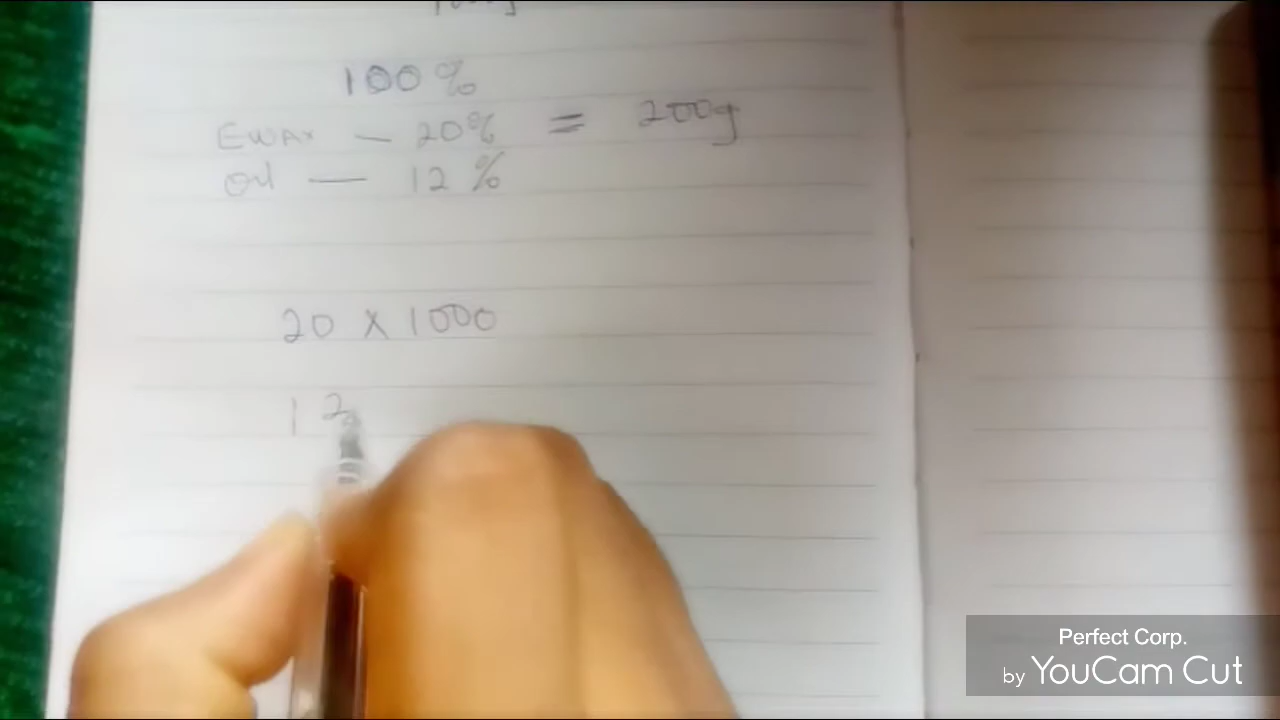 100%
Ewax — 20% = 200g
Oil — 12%
20 x 1000
12
Perfect Corp.
by YouCam Cut